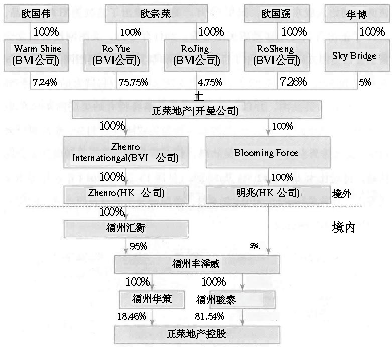 欧国伟 欧宗荣 欧国强 华博
100% 100% 100% 100% 100%
Warm Shine (BVI公司) Ro Yue (BVI公司) RoJing (BVI公司) RoSheng (BVI公司) Sky Bridge
7.24% 75.75% 4.75% 7.26% 5%
正荣地产(开曼公司)
100% 100%
Zhenro Internationgal(BVI 公司) Blooming Force
100% 100%
Zhenro(HK 公司) 明兆(HK 公司) 境外
100%
福州汇衡 境内
95% 5%
福州丰泽威
100% 100%
福州华策 福州骏泰
18.46% 81.54%
正荣地产控股